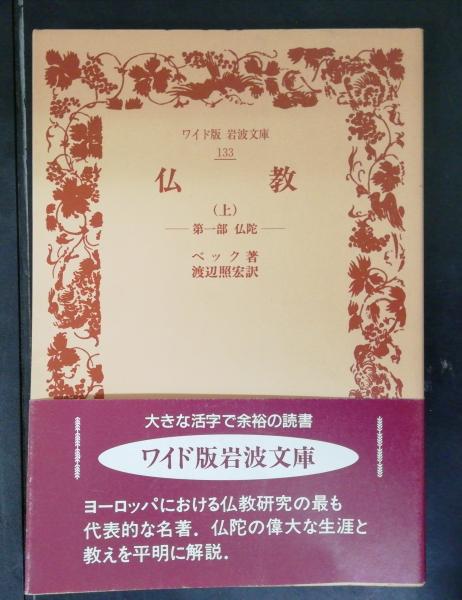 ワイド版 岩波文庫
133
仏 教
(上)
── 第一部 仏陀 ──
ベック著
渡辺照宏訳
大きな活字で余裕の読書
ワイド版岩波文庫
ヨーロッパにおける仏教研究の最も
代表的な名著．仏陀の偉大な生涯と
教えを平明に解説．